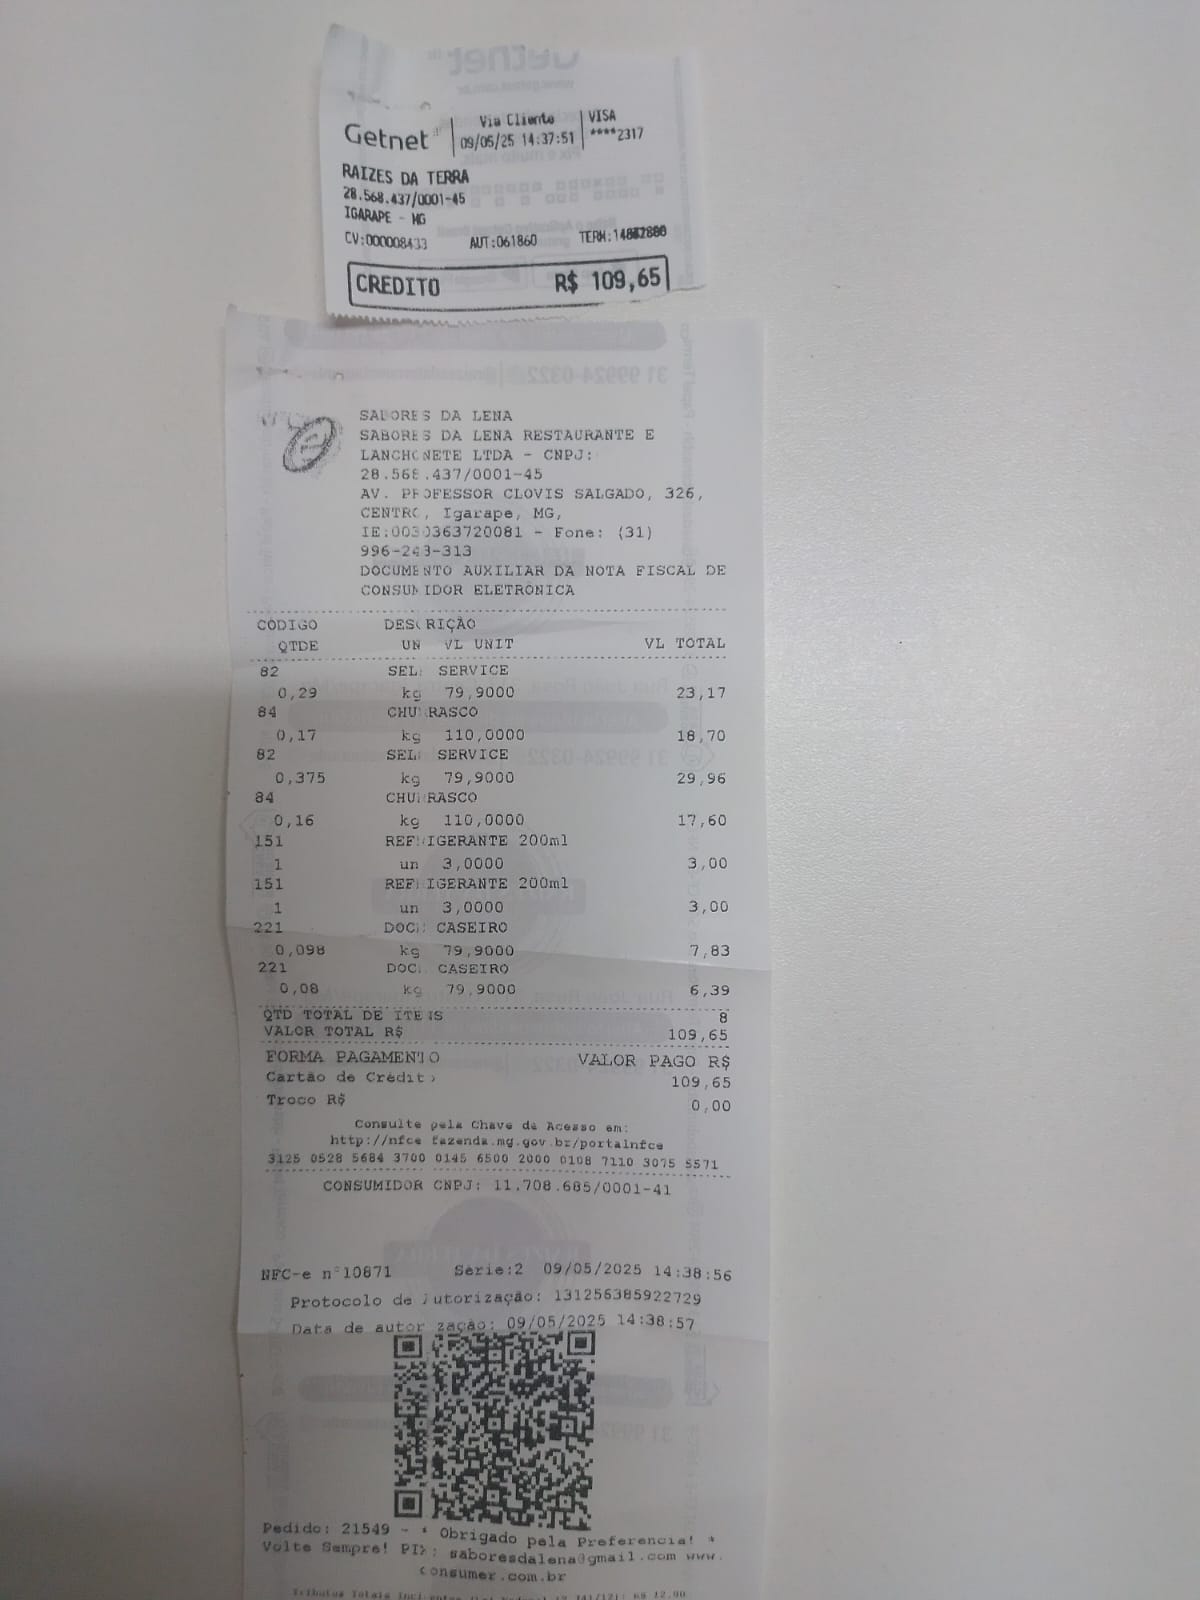 Getnet
Via Cliente
09/05/25 14:37:51
VISA
****2317
RAIZES DA TERRA
28.568.437/0001-45
IGARAPE - MG
CV:000008433 AUT:061860 TERM:
CREDITO R$ 109,65
SABORES DA LENA
SABORES DA LENA RESTAURANTE E
LANCHONETE LTDA - CNPJ:
28.568.437/0001-45
AV. PROFESSOR CLOVIS SALGADO, 326,
CENTRO, Igarape, MG,
IE:0030363720081 - Fone: (31)
996-243-313
DOCUMENTO AUXILIAR DA NOTA FISCAL DE
CONSUMIDOR ELETRÔNICA
CÓDIGO DESCRIÇÃO
QTDE UN VL UNIT VL TOTAL
82 SELF SERVICE
0,29 kg 79,9000 23,17
84 CHURRASCO
0,17 kg 110,0000 18,70
82 SELF SERVICE
0,375 kg 79,9000 29,96
84 CHURRASCO
0,16 kg 110,0000 17,60
151 REFRIGERANTE 200ml
1 un 3,0000 3,00
151 REFRIGERANTE 200ml
1 un 3,0000 3,00
221 DOCE CASEIRO
0,098 kg 79,9000 7,83
221 DOCE CASEIRO
0,08 kg 79,9000 6,39
QTD TOTAL DE ITENS 8
VALOR TOTAL R$ 109,65
FORMA PAGAMENTO VALOR PAGO R$
Cartão de Crédito 109,65
Troco R$ 0,00
Consulte pela Chave de Acesso em:
http://nfce.fazenda.mg.gov.br/portalnfce
3125 0528 5684 3700 0145 6500 2000 0108 7110 3075 5571
CONSUMIDOR CNPJ: 11.708.685/0001-41
NFC-e n°10871 Serie:2 09/05/2025 14:38:56
Protocolo de Autorização: 131256385922729
Data de autorização: 09/05/2025 14:38:57
Pedido: 21549 - * Obrigado pela Preferencia! *
Volte Sempre! PIX: saboresdalena@gmail.com www.
consumer.com.br
Tributos Totais R$ 12,90